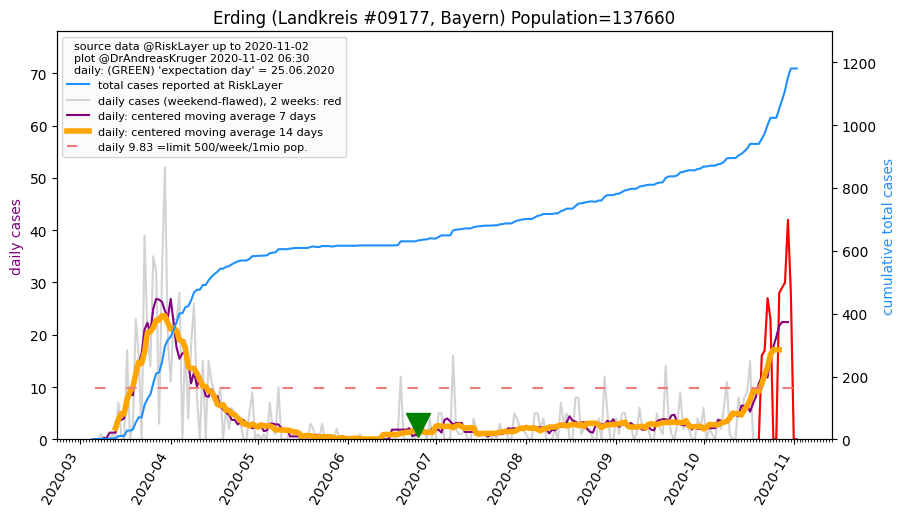 Erding (Landkreis #09177, Bayern) Population=137660
source data @RiskLayer up to 2020-11-02
plot @DrAndreasKruger 2020-11-02 06:30
daily: (GREEN) 'expectation day' = 25.06.2020
total cases reported at RiskLayer
daily cases (weekend-flawed), 2 weeks: red
daily: centered moving average 7 days
daily: centered moving average 14 days
daily 9.83 =limit 500/week/1mio pop.
daily cases
70
60
50
40
30
20
10
0
cumulative total cases
1200
1000
800
600
400
200
0
2020-03
2020-04
2020-05
2020-06
2020-07
2020-08
2020-09
2020-10
2020-11